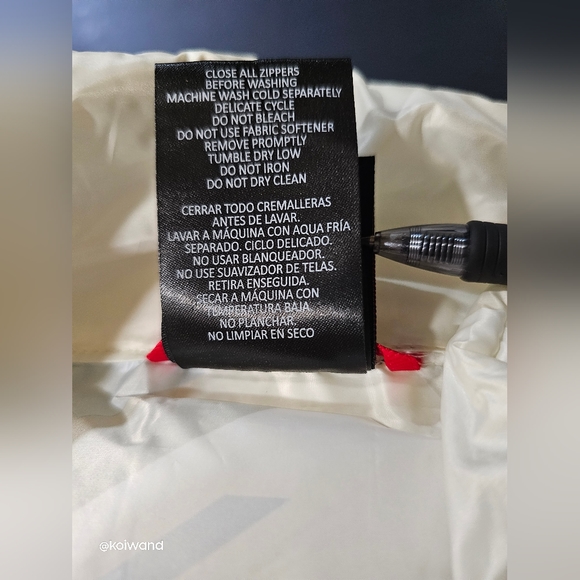 CLOSE ALL ZIPPERS
BEFORE WASHING
MACHINE WASH COLD SEPARATELY
DELICATE CYCLE
DO NOT BLEACH
DO NOT USE FABRIC SOFTENER
REMOVE PROMPTLY
TUMBLE DRY LOW
DO NOT IRON
DO NOT DRY CLEAN
CERRAR TODO CREMALLERAS
ANTES DE LAVAR.
LAVAR A MÁQUINA CON AQUA FRÍA
SEPARADO. CICLO DELICADO.
NO USAR BLANQUEADOR.
NO USE SUAVIZADOR DE TELAS.
RETIRA ENSEGUIDA.
SECAR A MÁQUINA CON
TEMPERATURA BAJA
NO PLANCHAR.
NO LIMPIAR EN SECO
@koiwand